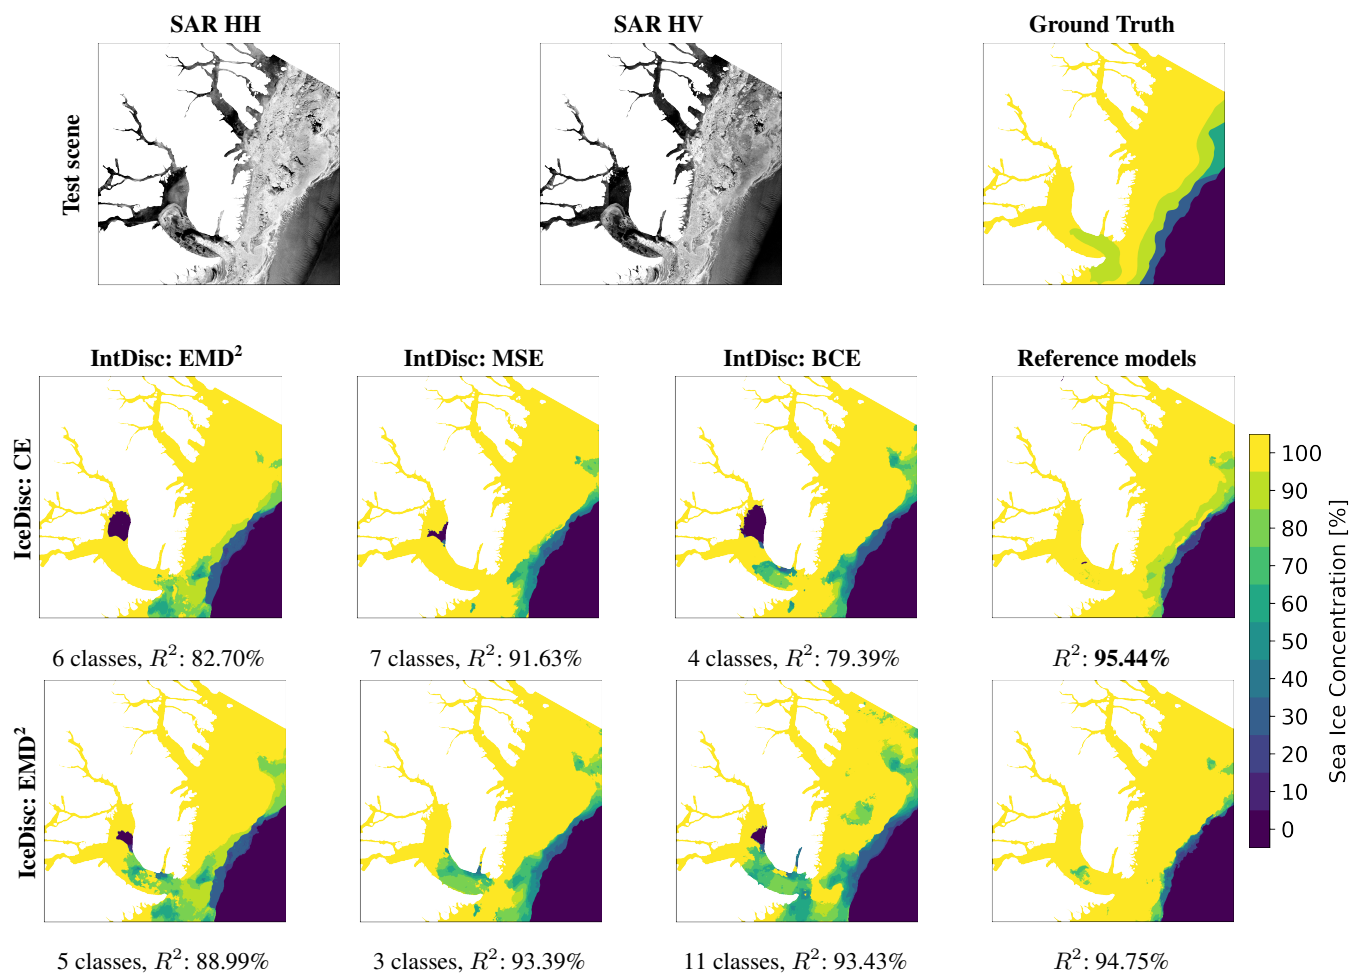 SAR HH
SAR HV
Ground Truth
Test scene
IntDisc: EMD²
IntDisc: MSE
IntDisc: BCE
Reference models
IceDisc: CE
6 classes, R²: 82.70%
7 classes, R²: 91.63%
4 classes, R²: 79.39%
R²: 95.44%
IceDisc: EMD²
5 classes, R²: 88.99%
3 classes, R²: 93.39%
11 classes, R²: 93.43%
R²: 94.75%
100
90
80
70
60
50
40
30
20
10
0
Sea Ice Concentration [%]